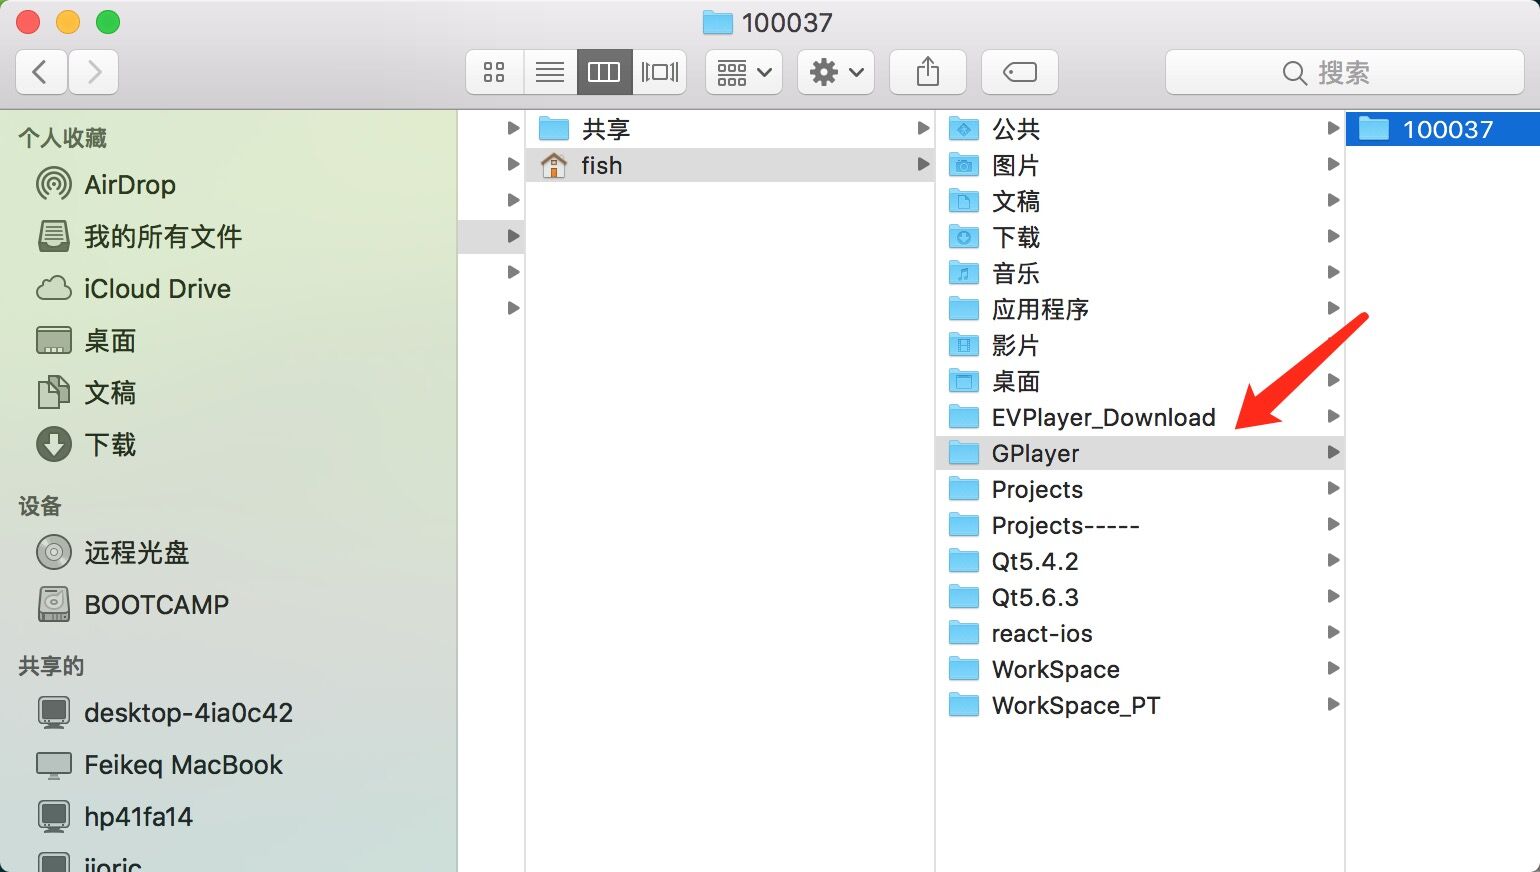 100037
搜索
个人收藏
AirDrop
我的所有文件
iCloud Drive
桌面
文稿
下载
设备
远程光盘
BOOTCAMP
共享的
desktop-4ia0c42
Feikeq MacBook
hp41fa14
共享
fish
公共
图片
文稿
下载
音乐
应用程序
影片
桌面
EVPlayer_Download
GPlayer
Projects
Projects-----
Qt5.4.2
Qt5.6.3
react-ios
WorkSpace
WorkSpace_PT
100037